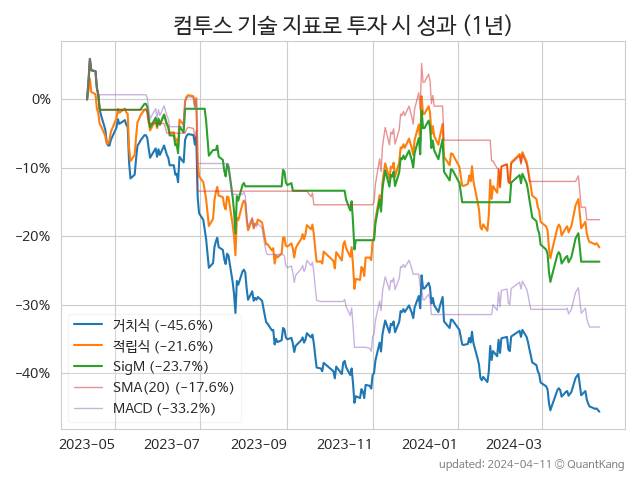 컴투스 기술 지표로 투자 시 성과 (1년)
0%
−10%
−20%
−30%
−40%
거치식 (−45.6%)
적립식 (−21.6%)
SigM (−23.7%)
SMA(20) (−17.6%)
MACD (−33.2%)
2023−05 2023−07 2023−09 2023−11 2024−01 2024−03
updated: 2024−04−11 © QuantKang